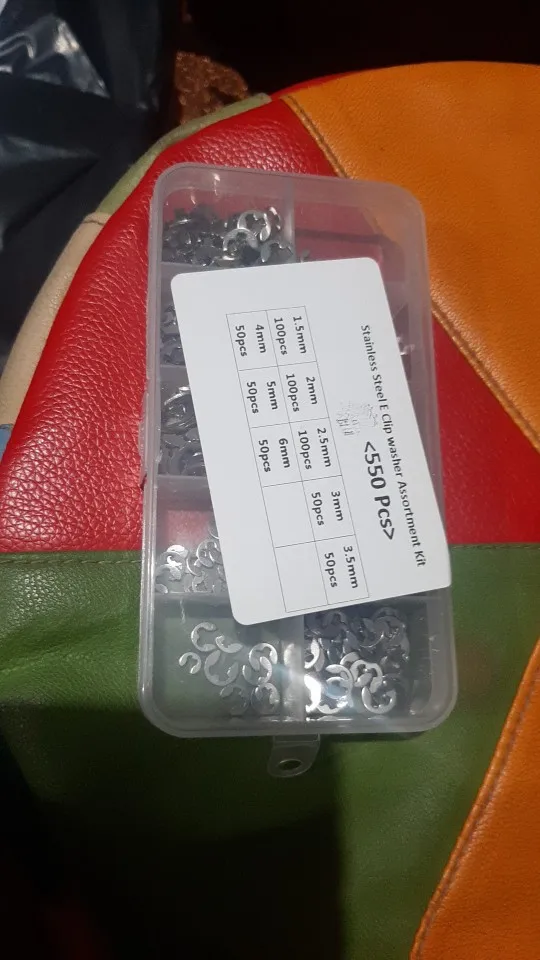 Stainless Steel E Clip washer Assortment Kit
<550 Pcs>
1.5mm 2mm 2.5mm 3mm 3.5mm
100pcs 100pcs 100pcs 50pcs 50pcs
4mm 5mm 6mm
50pcs 50pcs 50pcs